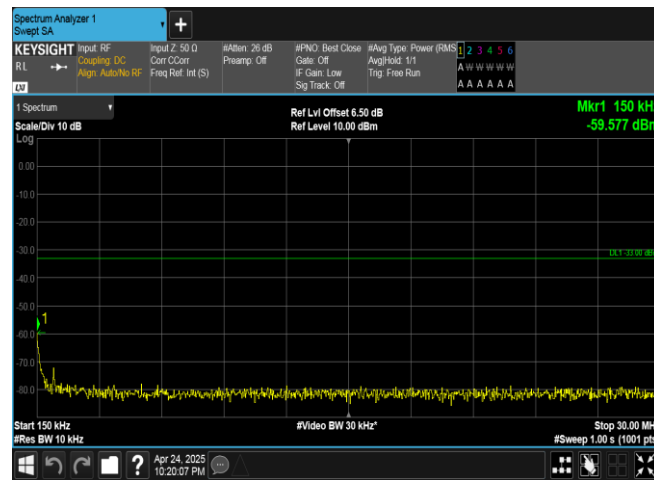 Spectrum Analyzer 1
Swept SA
+
KEYSIGHT
RL
LXI
Input: RF
Coupling: DC
Align: Auto/No RF
Input Z: 50 Ω
Corr CCorr
Freq Ref: Int (S)
#Atten: 26 dB
Preamp: Off
#PNO: Best Close
Gate: Off
IF Gain: Low
Sig Track: Off
#Avg Type: Power (RMS
Avg|Hold: 1/1
Trig: Free Run
1 2 3 4 5 6
A W W W W W
A A A A A A
1 Spectrum
Scale/Div 10 dB
Log
Ref Lvl Offset 6.50 dB
Ref Level 10.00 dBm
Mkr1 150 kH
-59.577 dBm
0.00
-10.0
-20.0
-30.0
DL1 -33.00 dB
-40.0
-50.0
1
-60.0
-70.0
-80.0
Start 150 kHz
#Video BW 30 kHz*
Stop 30.00 MH
#Res BW 10 kHz
#Sweep 1.00 s (1001 pts
?
Apr 24, 2025
10:20:07 PM